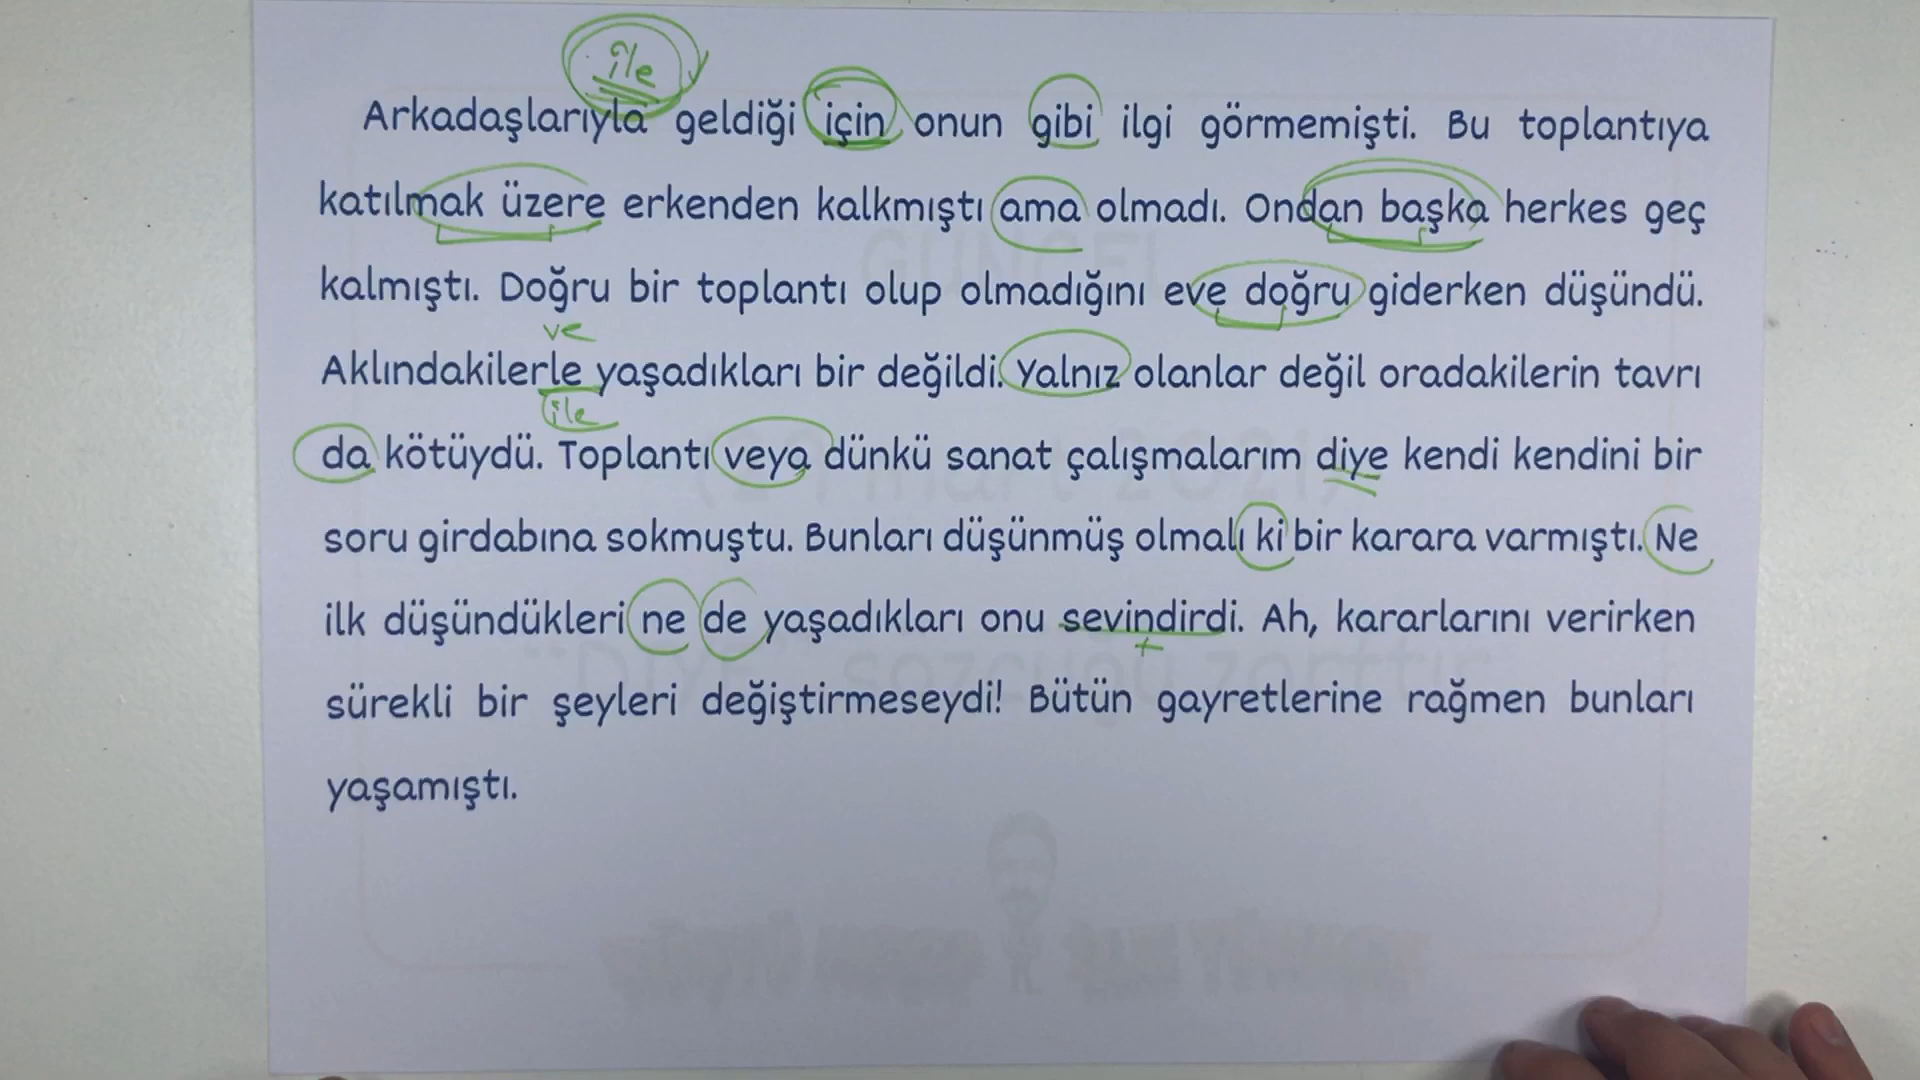 ile
Arkadaşlarıyla geldiği için onun gibi ilgi görmemişti. Bu toplantıya
katılmak üzere erkenden kalkmıştı ama olmadı. Ondan başka herkes geç
kalmıştı. Doğru bir toplantı olup olmadığını eve doğru giderken düşündü.
ve
Aklındakilerle yaşadıkları bir değildi. Yalnız olanlar değil oradakilerin tavrı
ile
da kötüydü. Toplantı veya dünkü sanat çalışmalarım diye kendi kendini bir
soru girdabına sokmuştu. Bunları düşünmüş olmalı ki bir karara varmıştı. Ne
ilk düşündükleri ne de yaşadıkları onu sevindirdi. Ah, kararlarını verirken
+
sürekli bir şeyleri değiştirmeseydi! Bütün gayretlerine rağmen bunları
yaşamıştı.